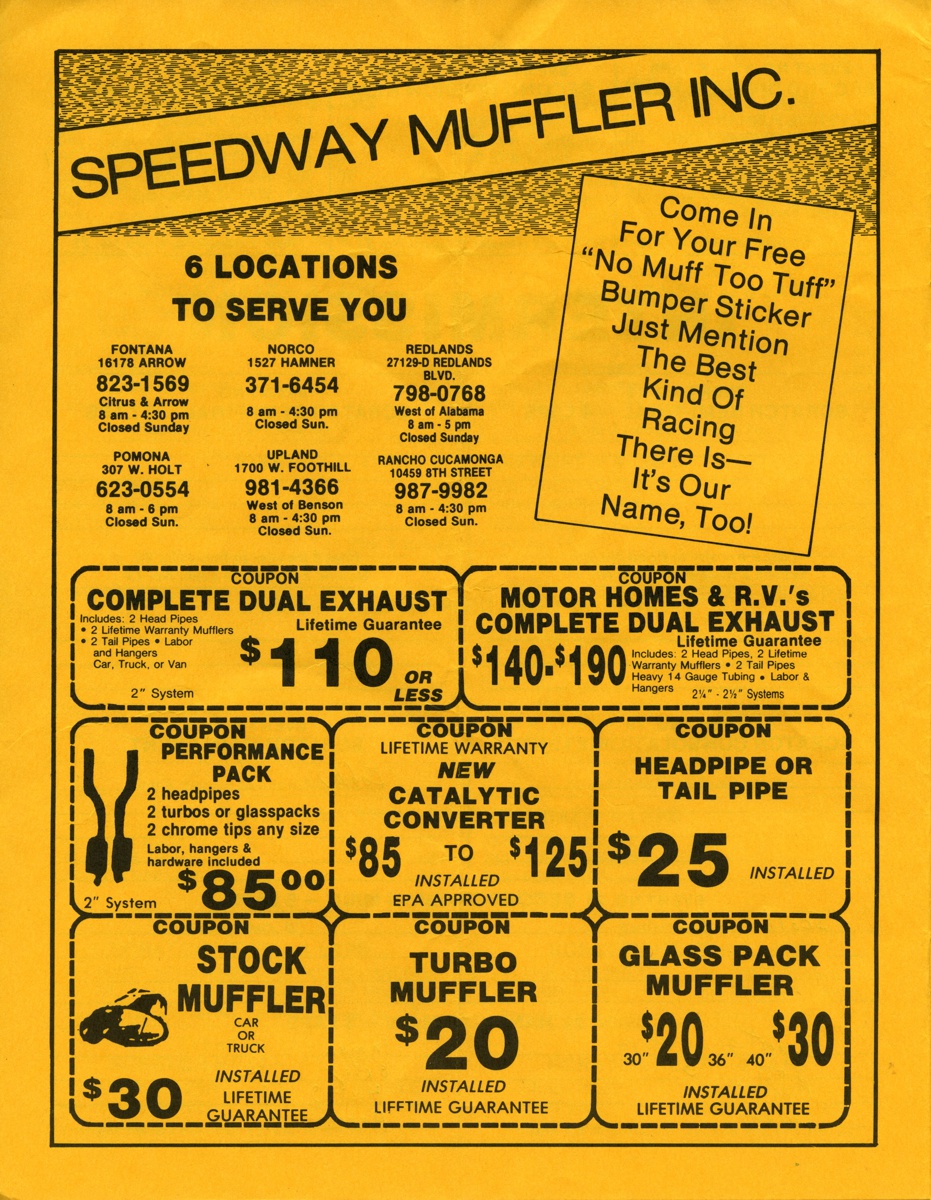 SPEEDWAY MUFFLER INC.
Come In
For Your Free
“No Muff Too Tuff”
Bumper Sticker
Just Mention
The Best
Kind Of
Racing
There Is—
It's Our
Name, Too!
6 LOCATIONS
TO SERVE YOU
FONTANA
16178 ARROW
823-1569
Citrus & Arrow
8 am - 4:30 pm
Closed Sunday
NORCO
1527 HAMNER
371-6454
8 am - 4:30 pm
Closed Sun.
REDLANDS
27129-D REDLANDS
BLVD.
798-0768
West of Alabama
8 am - 5 pm
Closed Sunday
POMONA
307 W. HOLT
623-0554
8 am - 6 pm
Closed Sun.
UPLAND
1700 W. FOOTHILL
981-4366
West of Benson
8 am - 4:30 pm
Closed Sun.
RANCHO CUCAMONGA
10459 8TH STREET
987-9982
8 am - 4:30 pm
Closed Sun.
COUPON
COMPLETE DUAL EXHAUST
Includes: 2 Head Pipes
• 2 Lifetime Warranty Mufflers
• 2 Tail Pipes • Labor
and Hangers
Car, Truck, or Van
2" System
Lifetime Guarantee
$110 OR
LESS
COUPON
MOTOR HOMES & R.V.'s
COMPLETE DUAL EXHAUST
Lifetime Guarantee
$140-$190
Includes: 2 Head Pipes, 2 Lifetime
Warranty Mufflers • 2 Tail Pipes
Heavy 14 Gauge Tubing • Labor &
Hangers
2¼" - 2½" Systems
COUPON
PERFORMANCE
PACK
2 headpipes
2 turbos or glasspacks
2 chrome tips any size
Labor, hangers &
hardware included
2" System
$85⁰⁰
COUPON
LIFETIME WARRANTY
NEW
CATALYTIC
CONVERTER
$85 TO $125
INSTALLED
EPA APPROVED
COUPON
HEADPIPE OR
TAIL PIPE
$25 INSTALLED
COUPON
STOCK
MUFFLER
CAR
OR
TRUCK
$30
INSTALLED
LIFETIME
GUARANTEE
COUPON
TURBO
MUFFLER
$20
INSTALLED
LIFFTIME GUARANTEE
COUPON
GLASS PACK
MUFFLER
30" $20 36" 40" $30
INSTALLED
LIFETIME GUARANTEE